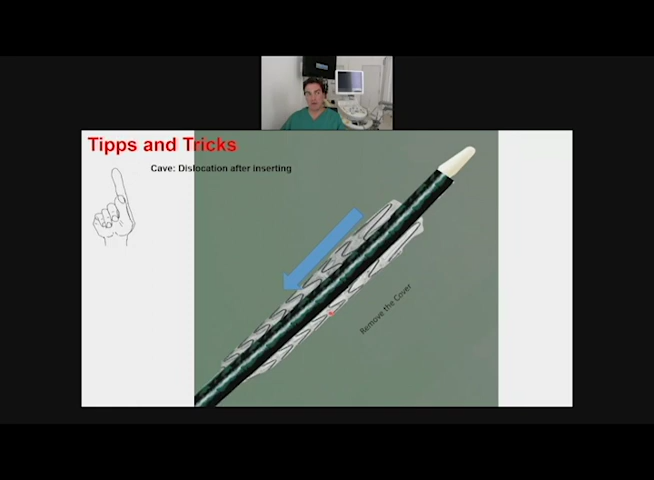 Tipps and Tricks
Cave: Dislocation after inserting
Remove the Cover